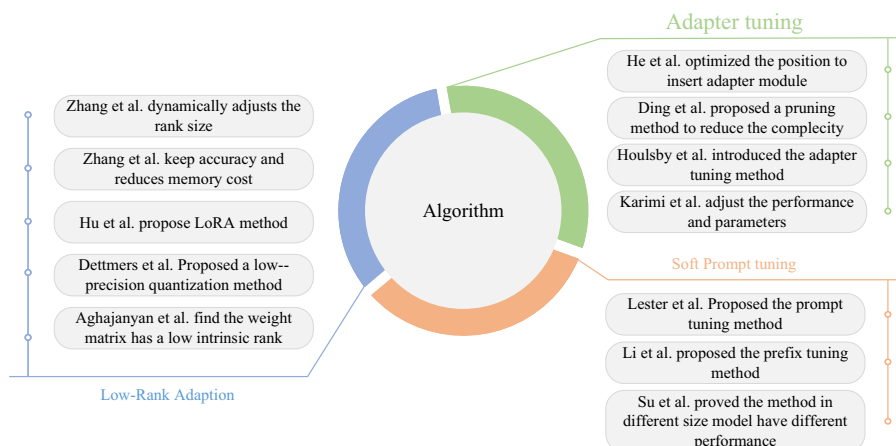 Adapter tuning
He et al. optimized the position to
insert adapter module
Ding et al. proposed a pruning
method to reduce the complecity
Houlsby et al. introduced the adapter
tuning method
Karimi et al. adjust the performance
and parameters
Zhang et al. dynamically adjusts the
rank size
Zhang et al. keep accuracy and
reduces memory cost
Hu et al. propose LoRA method
Dettmers et al. Proposed a low--
precision quantization method
Aghajanyan et al. find the weight
matrix has a low intrinsic rank
Low-Rank Adaption
Algorithm
Soft Prompt tuning
Lester et al. Proposed the prompt
tuning method
Li et al. proposed the prefix tuning
method
Su et al. proved the method in
different size model have different
performance